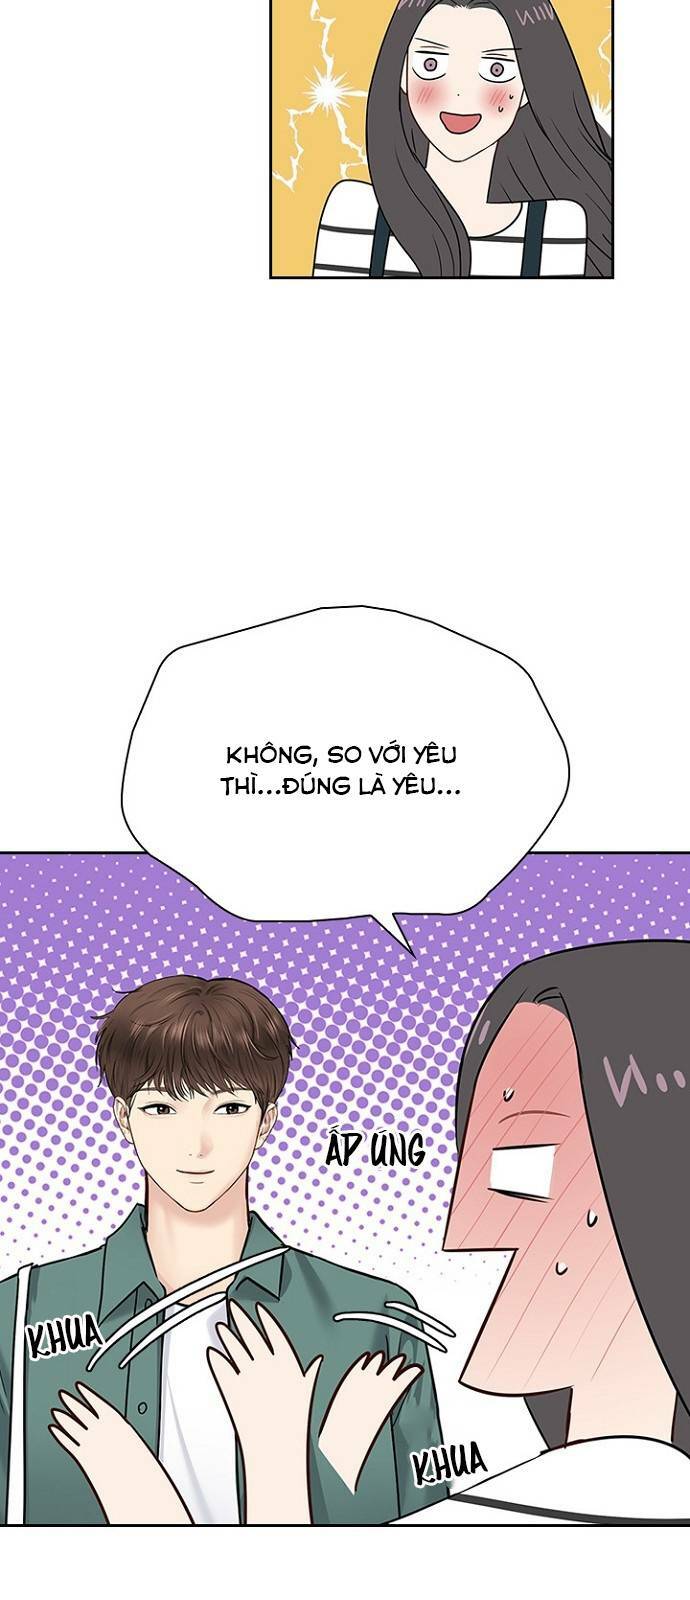 KHÔNG, SO VỚI YÊU
THÌ...ĐÚNG LÀ YÊU...
ẤP ÚNG
KHUA
KHUA